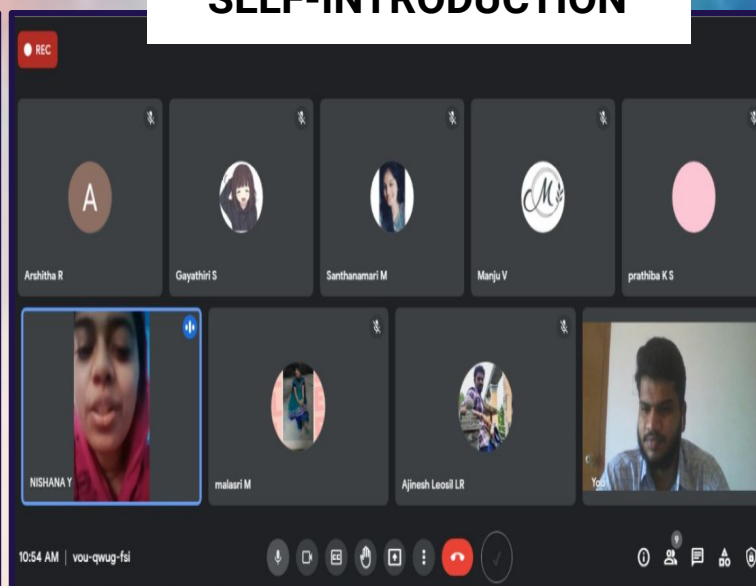 SELF-INTRODUCTION
REC
A
Arshitha R
Gayathiri S
Santhanamari M
M
Manju V
prathiba K S
NISHANA Y
malasri M
Ajinesh Leosil LR
You
9
10:54 AM | vou-qwug-fsi